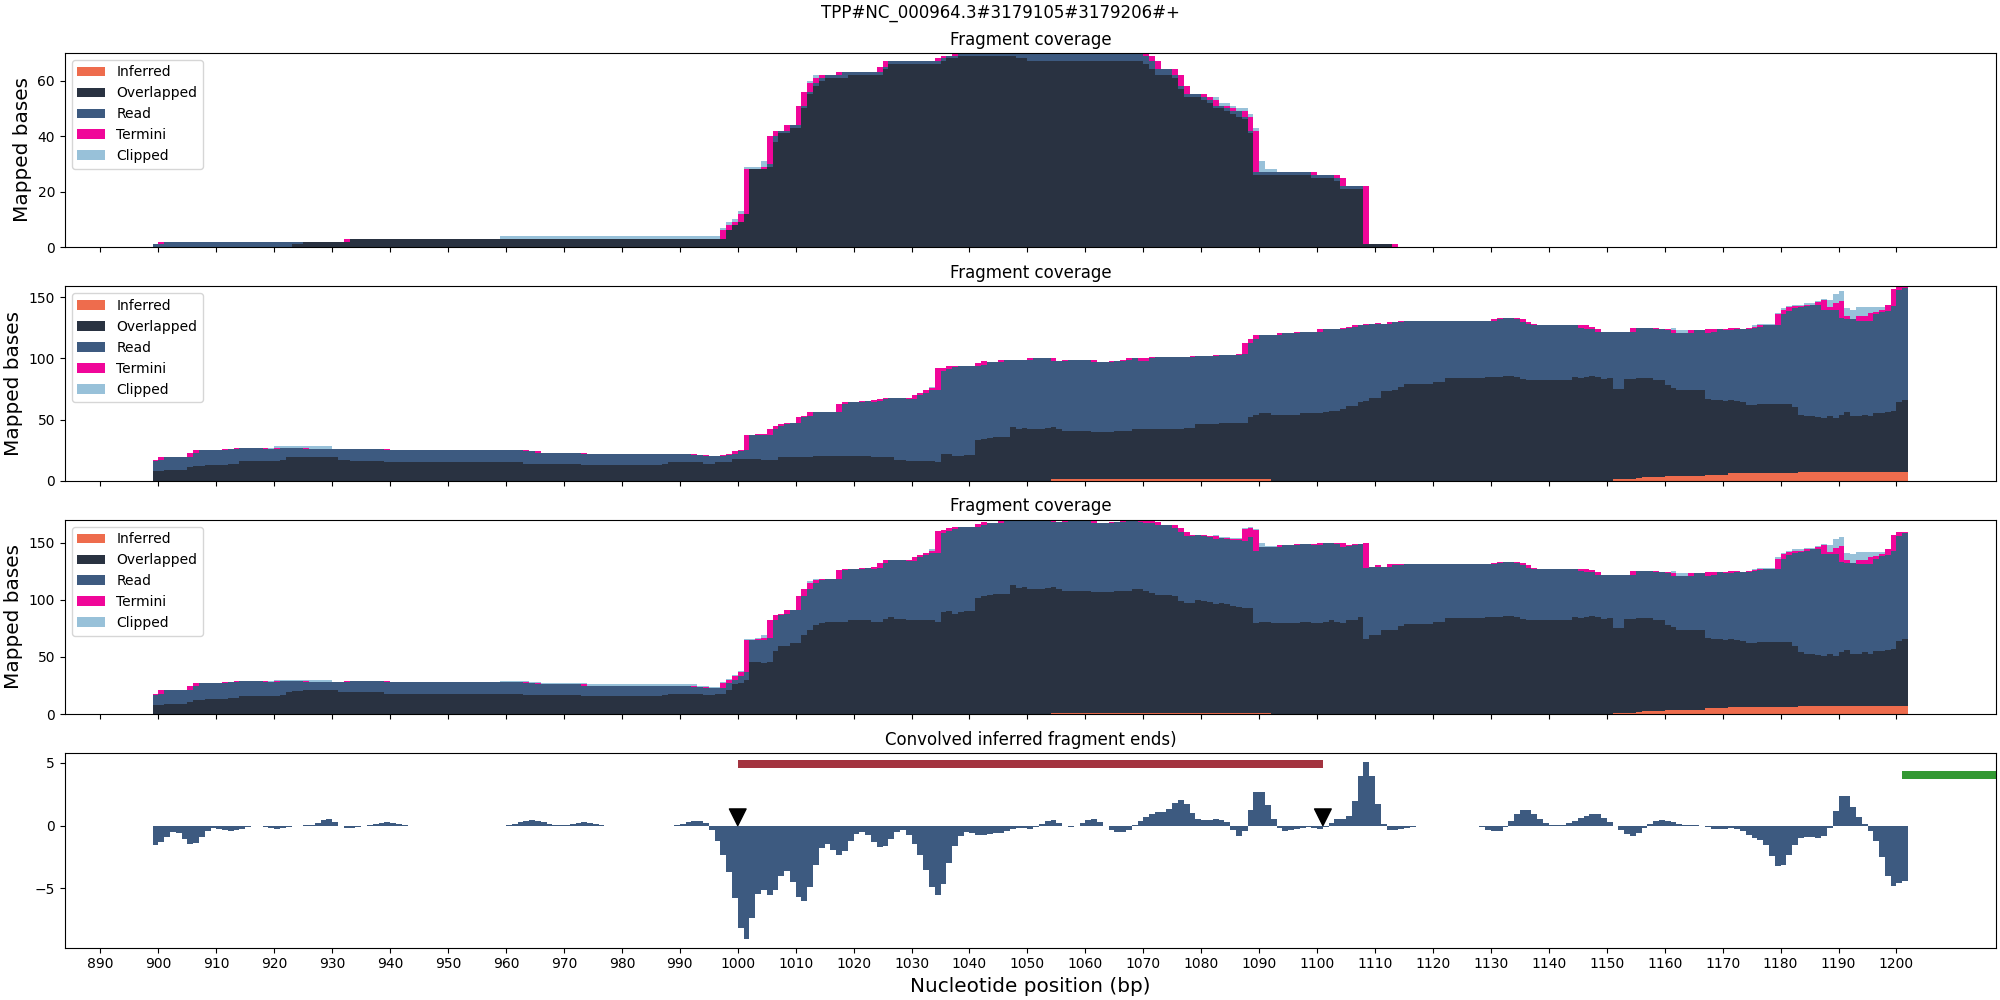 TPP#NC_000964.3#3179105#3179206#+
Fragment coverage
Mapped bases
60
40
20
0
Inferred
Overlapped
Read
Termini
Clipped
Fragment coverage
Mapped bases
150
100
50
0
Inferred
Overlapped
Read
Termini
Clipped
Fragment coverage
Mapped bases
150
100
50
0
Inferred
Overlapped
Read
Termini
Clipped
Convolved inferred fragment ends)
5
0
−5
890 900 910 920 930 940 950 960 970 980 990 1000 1010 1020 1030 1040 1050 1060 1070 1080 1090 1100 1110 1120 1130 1140 1150 1160 1170 1180 1190 1200
Nucleotide position (bp)